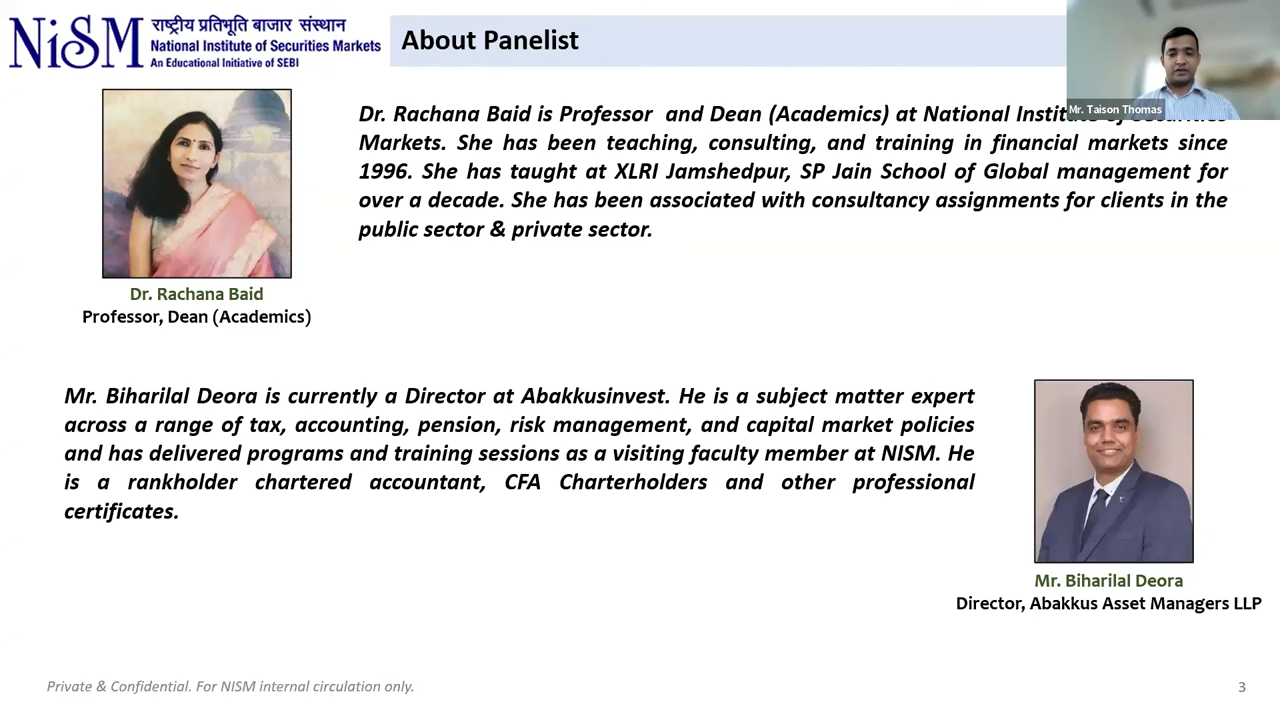 NiSM
राष्ट्रीय प्रतिभूति बाजार संस्थान
National Institute of Securities Markets
An Educational Initiative of SEBI
About Panelist
Mr. Taison Thomas
Dr. Rachana Baid is Professor and Dean (Academics) at National Institute of Securities
Markets. She has been teaching, consulting, and training in financial markets since
1996. She has taught at XLRI Jamshedpur, SP Jain School of Global management for
over a decade. She has been associated with consultancy assignments for clients in the
public sector & private sector.
Dr. Rachana Baid
Professor, Dean (Academics)
Mr. Biharilal Deora is currently a Director at Abakkusinvest. He is a subject matter expert
across a range of tax, accounting, pension, risk management, and capital market policies
and has delivered programs and training sessions as a visiting faculty member at NISM. He
is a rankholder chartered accountant, CFA Charterholders and other professional
certificates.
Mr. Biharilal Deora
Director, Abakkus Asset Managers LLP
Private & Confidential. For NISM internal circulation only.
3